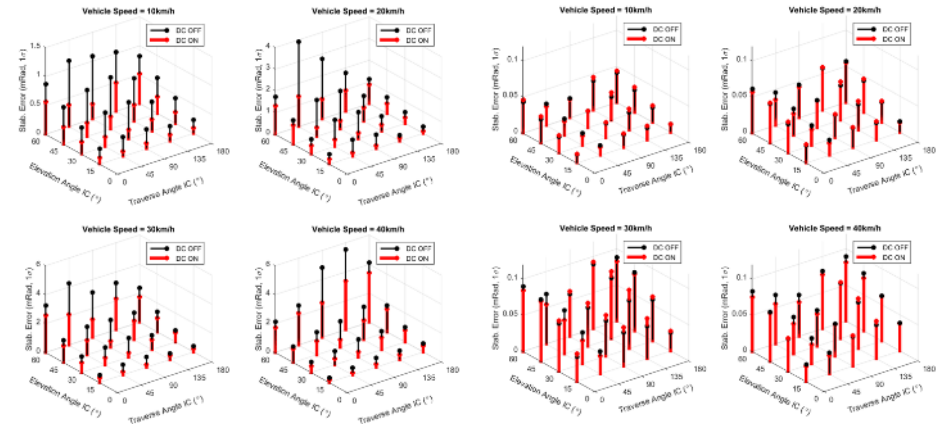 Vehicle Speed = 10km/h
DC OFF
DC ON
Stab. Error (mRad, 1σ)
1.5
1
0.5
0
60
45
30
15
0
Elevation Angle IC (°)
0
45
90
135
180
Traverse Angle IC (°)
Vehicle Speed = 20km/h
DC OFF
DC ON
Stab. Error (mRad, 1σ)
4
3
2
1
0
60
45
30
15
0
Elevation Angle IC (°)
0
45
90
135
180
Traverse Angle IC (°)
Vehicle Speed = 10km/h
DC OFF
DC ON
Stab. Error (mRad, 1σ)
0.1
0.05
0
60
45
30
15
0
Elevation Angle IC (°)
0
45
90
135
180
Traverse Angle IC (°)
Vehicle Speed = 20km/h
DC OFF
DC ON
Stab. Error (mRad, 1σ)
0.1
0.05
0
60
45
30
15
0
Elevation Angle IC (°)
0
45
90
135
180
Traverse Angle IC (°)
Vehicle Speed = 30km/h
DC OFF
DC ON
Stab. Error (mRad, 1σ)
6
4
2
0
60
45
30
15
0
Elevation Angle IC (°)
0
45
90
135
180
Traverse Angle IC (°)
Vehicle Speed = 40km/h
DC OFF
DC ON
Stab. Error (mRad, 1σ)
6
4
2
0
60
45
30
15
0
Elevation Angle IC (°)
0
45
90
135
180
Traverse Angle IC (°)
Vehicle Speed = 30km/h
DC OFF
DC ON
Stab. Error (mRad, 1σ)
0.1
0.05
0
60
45
30
15
0
Elevation Angle IC (°)
0
45
90
135
180
Traverse Angle IC (°)
Vehicle Speed = 40km/h
DC OFF
DC ON
Stab. Error (mRad, 1σ)
0.1
0.05
0
60
45
30
15
0
Elevation Angle IC (°)
0
45
90
135
180
Traverse Angle IC (°)